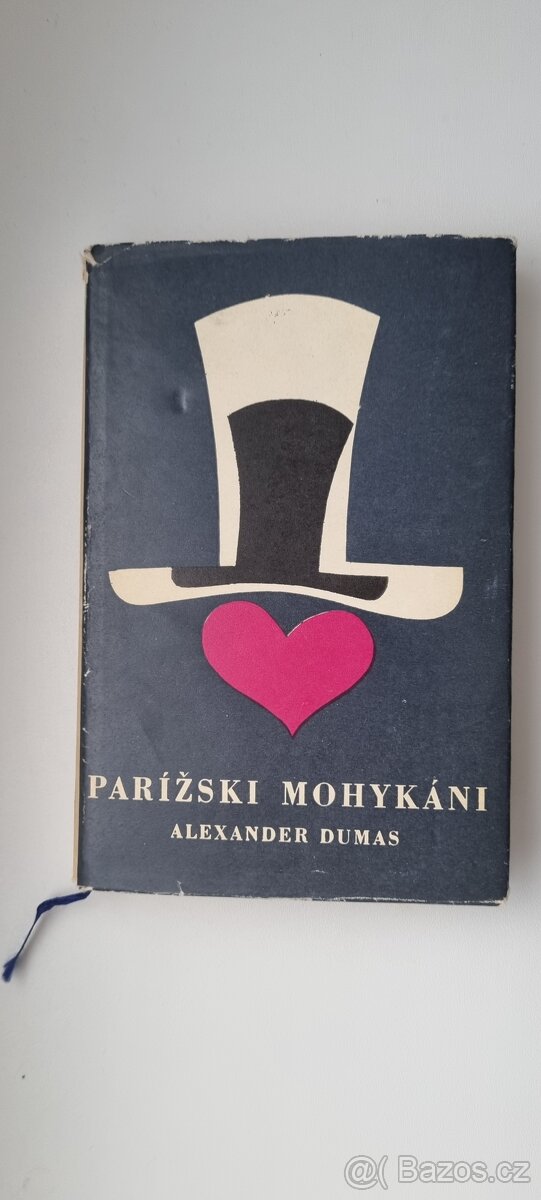 PARÍŽSKI MOHYKÁNI
ALEXANDER DUMAS
@( Bazos.cz